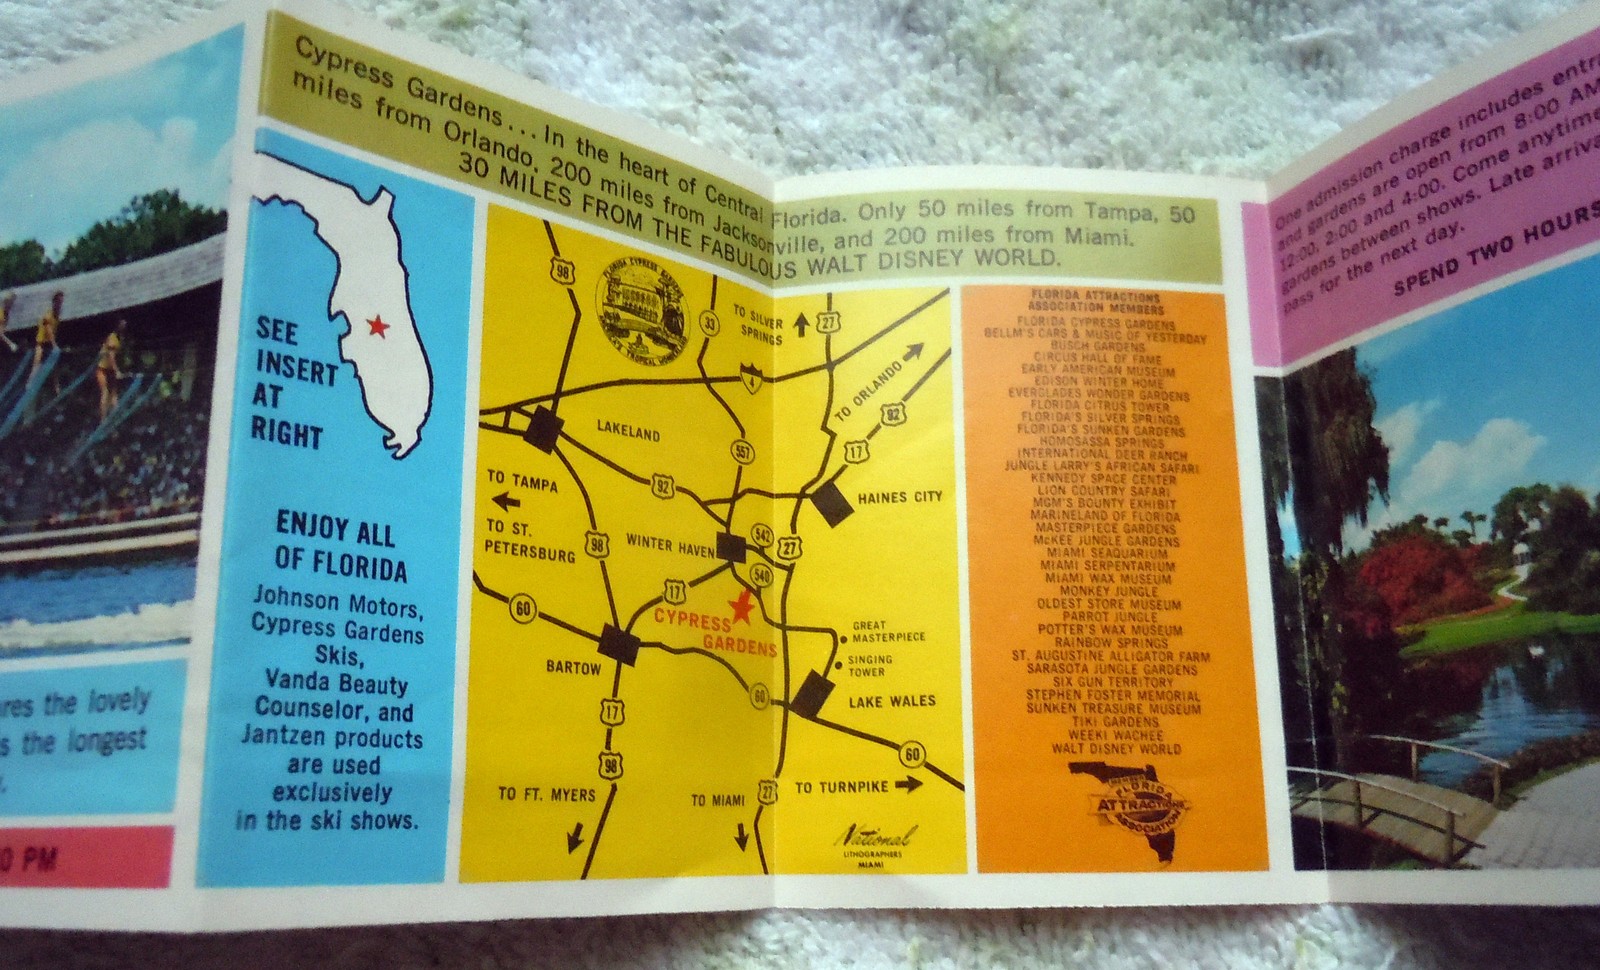 res the lovely
s the longest
0 PM
Cypress Gardens... In the heart of Central Florida. Only 50 miles from Tampa, 50
miles from Orlando, 200 miles from Jacksonville, and 200 miles from Miami.
30 MILES FROM THE FABULOUS WALT DISNEY WORLD.
SEE
INSERT
AT
RIGHT
ENJOY ALL
OF FLORIDA
Johnson Motors,
Cypress Gardens
Skis,
Vanda Beauty
Counselor, and
Jantzen products
are used
exclusively
in the ski shows.
98
33
TO SILVER
SPRINGS
27
4
TO ORLANDO
92
17
LAKELAND
557
92
HAINES CITY
TO TAMPA
TO ST.
PETERSBURG
98
WINTER HAVEN
542
27
540
17
60
CYPRESS
GARDENS
GREAT
MASTERPIECE
SINGING
TOWER
BARTOW
60
LAKE WALES
17
60
98
TO FT. MYERS
TO MIAMI
27
TO TURNPIKE
National
LITHOGRAPHERS
MIAMI
FLORIDA ATTRACTIONS
ASSOCIATION MEMBERS
FLORIDA CYPRESS GARDENS
BELLM'S CARS & MUSIC OF YESTERDAY
BUSCH GARDENS
CIRCUS HALL OF FAME
EARLY AMERICAN MUSEUM
EDISON WINTER HOME
EVERGLADES WONDER GARDENS
FLORIDA CITRUS TOWER
FLORIDA'S SILVER SPRINGS
FLORIDA'S SUNKEN GARDENS
HOMOSASSA SPRINGS
INTERNATIONAL DEER RANCH
JUNGLE LARRY'S AFRICAN SAFARI
KENNEDY SPACE CENTER
LION COUNTRY SAFARI
MGM'S BOUNTY EXHIBIT
MARINELAND OF FLORIDA
MASTERPIECE GARDENS
McKEE JUNGLE GARDENS
MIAMI SEAQUARIUM
MIAMI SERPENTARIUM
MIAMI WAX MUSEUM
MONKEY JUNGLE
OLDEST STORE MUSEUM
PARROT JUNGLE
POTTER'S WAX MUSEUM
RAINBOW SPRINGS
ST. AUGUSTINE ALLIGATOR FARM
SARASOTA JUNGLE GARDENS
SIX GUN TERRITORY
STEPHEN FOSTER MEMORIAL
SUNKEN TREASURE MUSEUM
TIKI GARDENS
WEEKI WACHEE
WALT DISNEY WORLD
MEMBER
FLORIDA
ATTRACTIONS
ASSOCIATION
One admission charge includes entr
and gardens are open from 8:00 AM
12:00, 2:00 and 4:00. Come anytime
gardens between shows. Late arriva
pass for the next day.
SPEND TWO HOURS